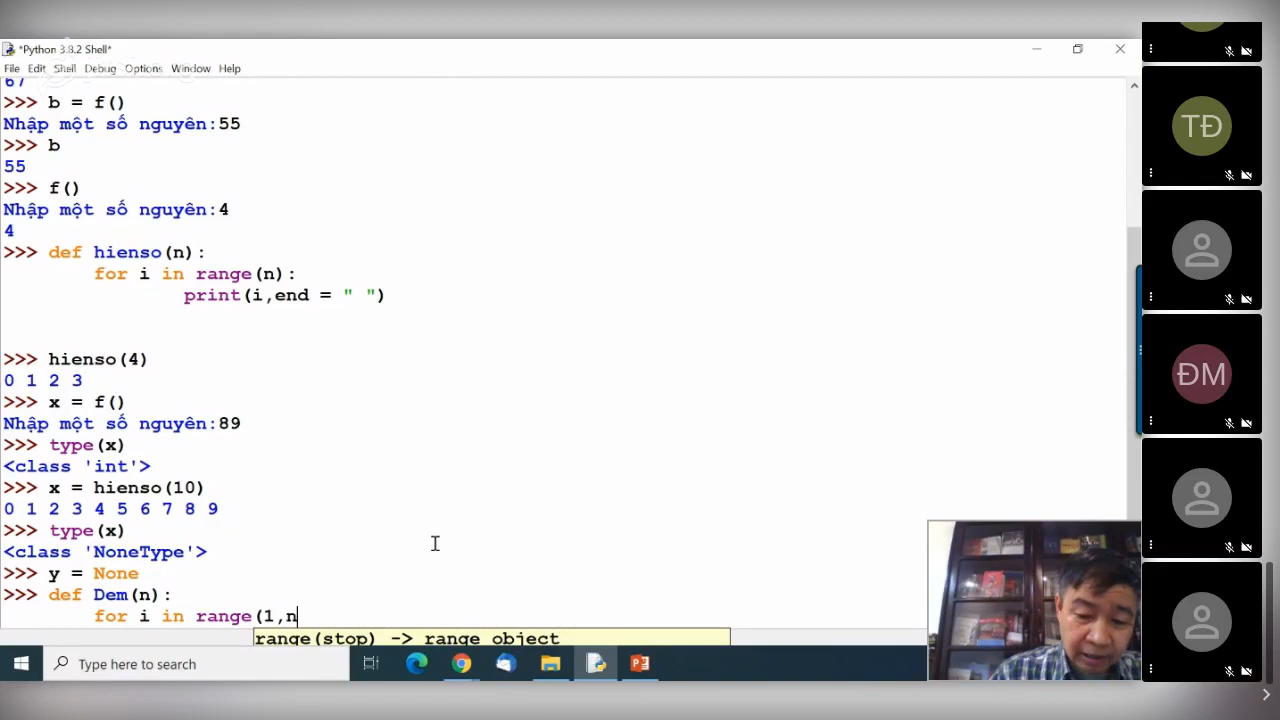 *Python 3.8.2 Shell*
File Edit Shell Debug Options Window Help
67
>>> b = f()
Nhập một số nguyên:55
>>> b
55
>>> f()
Nhập một số nguyên:4
4
>>> def hienso(n):
for i in range(n):
print(i,end = " ")
>>> hienso(4)
0 1 2 3
>>> x = f()
Nhập một số nguyên:89
>>> type(x)
<class 'int'>
>>> x = hienso(10)
0 1 2 3 4 5 6 7 8 9
>>> type(x)
<class 'NoneType'>
>>> y = None
>>> def Dem(n):
for i in range(1,n
range(stop) -> range object
Type here to search
TĐ
ĐM